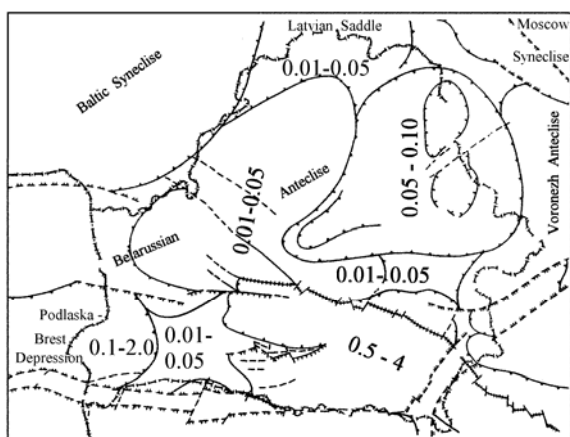 Latvian Saddle
Moscow
Syneclise
Baltic Syneclise
0.01-0.05
0.05 - 0.10
Voronezh Anteclise
Anteclise
0.01-0.05
Belarussian
0.01-0.05
Podlaska -
Brest
Depression
0.1-2.0
0.01-
0.05
0.5 - 4